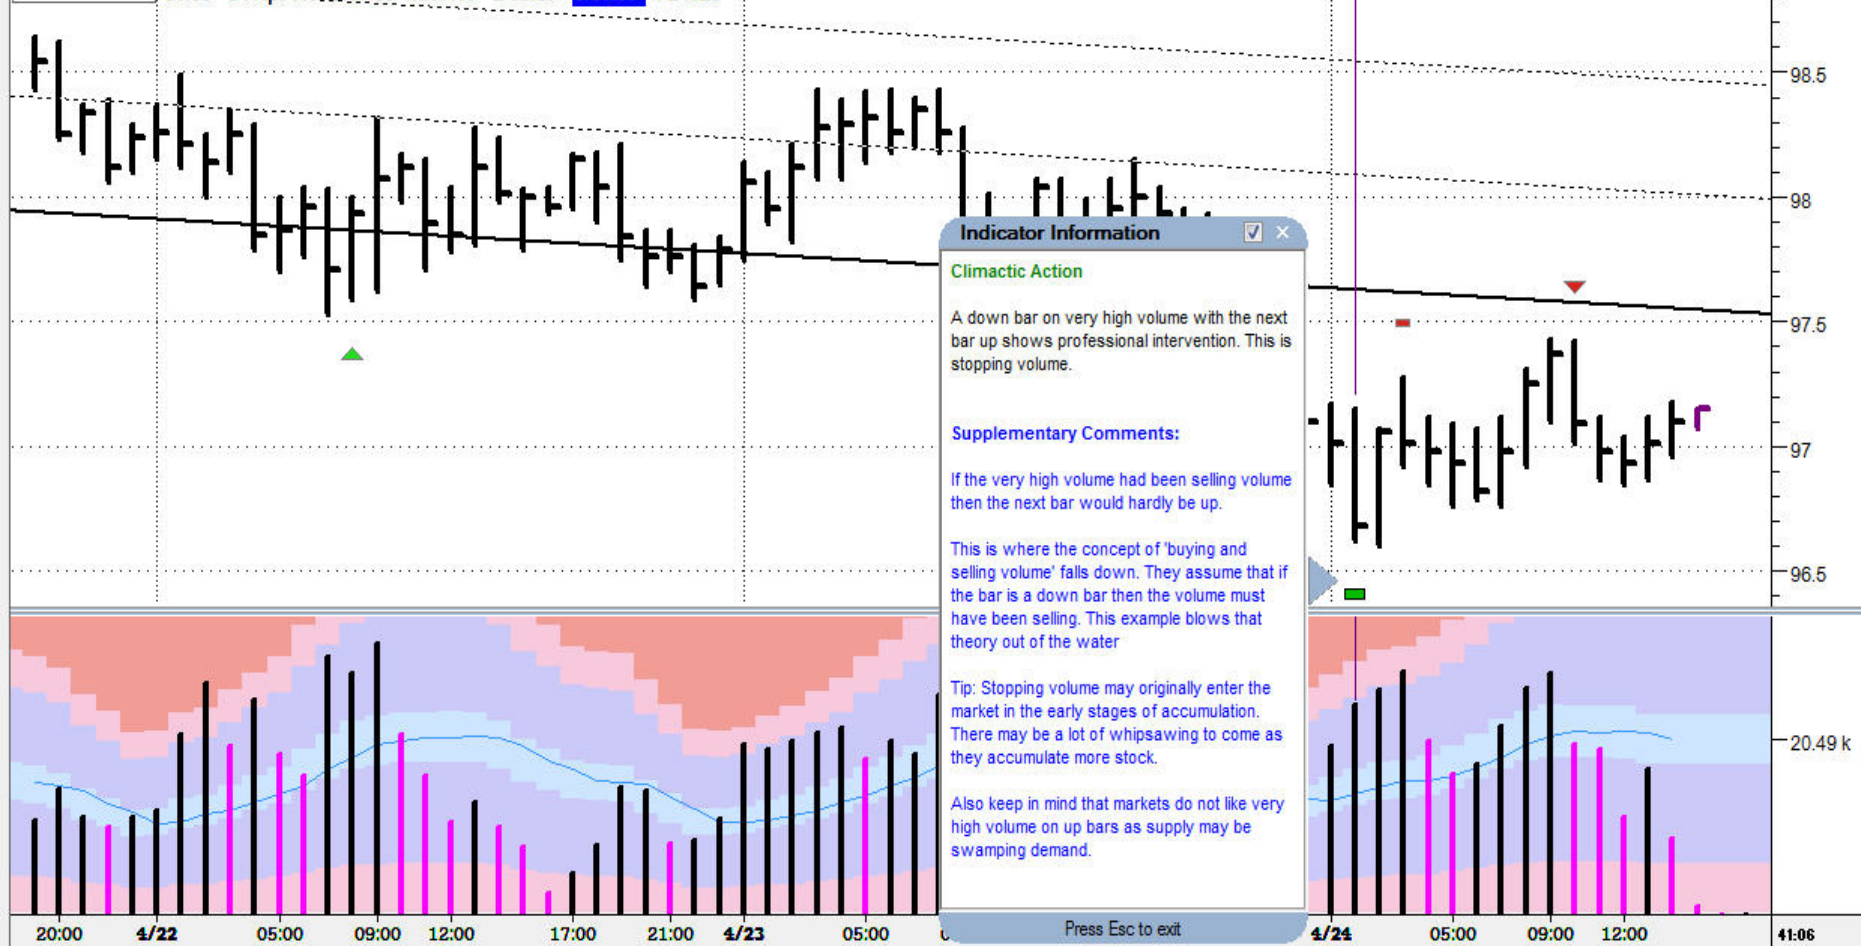 98.5
98
97.5
97
96.5
Indicator Information
Climactic Action
A down bar on very high volume with the next
bar up shows professional intervention. This is
stopping volume.
Supplementary Comments:
If the very high volume had been selling volume
then the next bar would hardly be up.
This is where the concept of 'buying and
selling volume' falls down. They assume that if
the bar is a down bar then the volume must
have been selling. This example blows that
theory out of the water
Tip: Stopping volume may originally enter the
market in the early stages of accumulation.
There may be a lot of whipsawing to come as
they accumulate more stock.
Also keep in mind that markets do not like very
high volume on up bars as supply may be
swamping demand.
Press Esc to exit
20.49 k
20:00 4/22 05:00 09:00 12:00 17:00 21:00 4/23 05:00 4/24 05:00 09:00 12:00 41:06